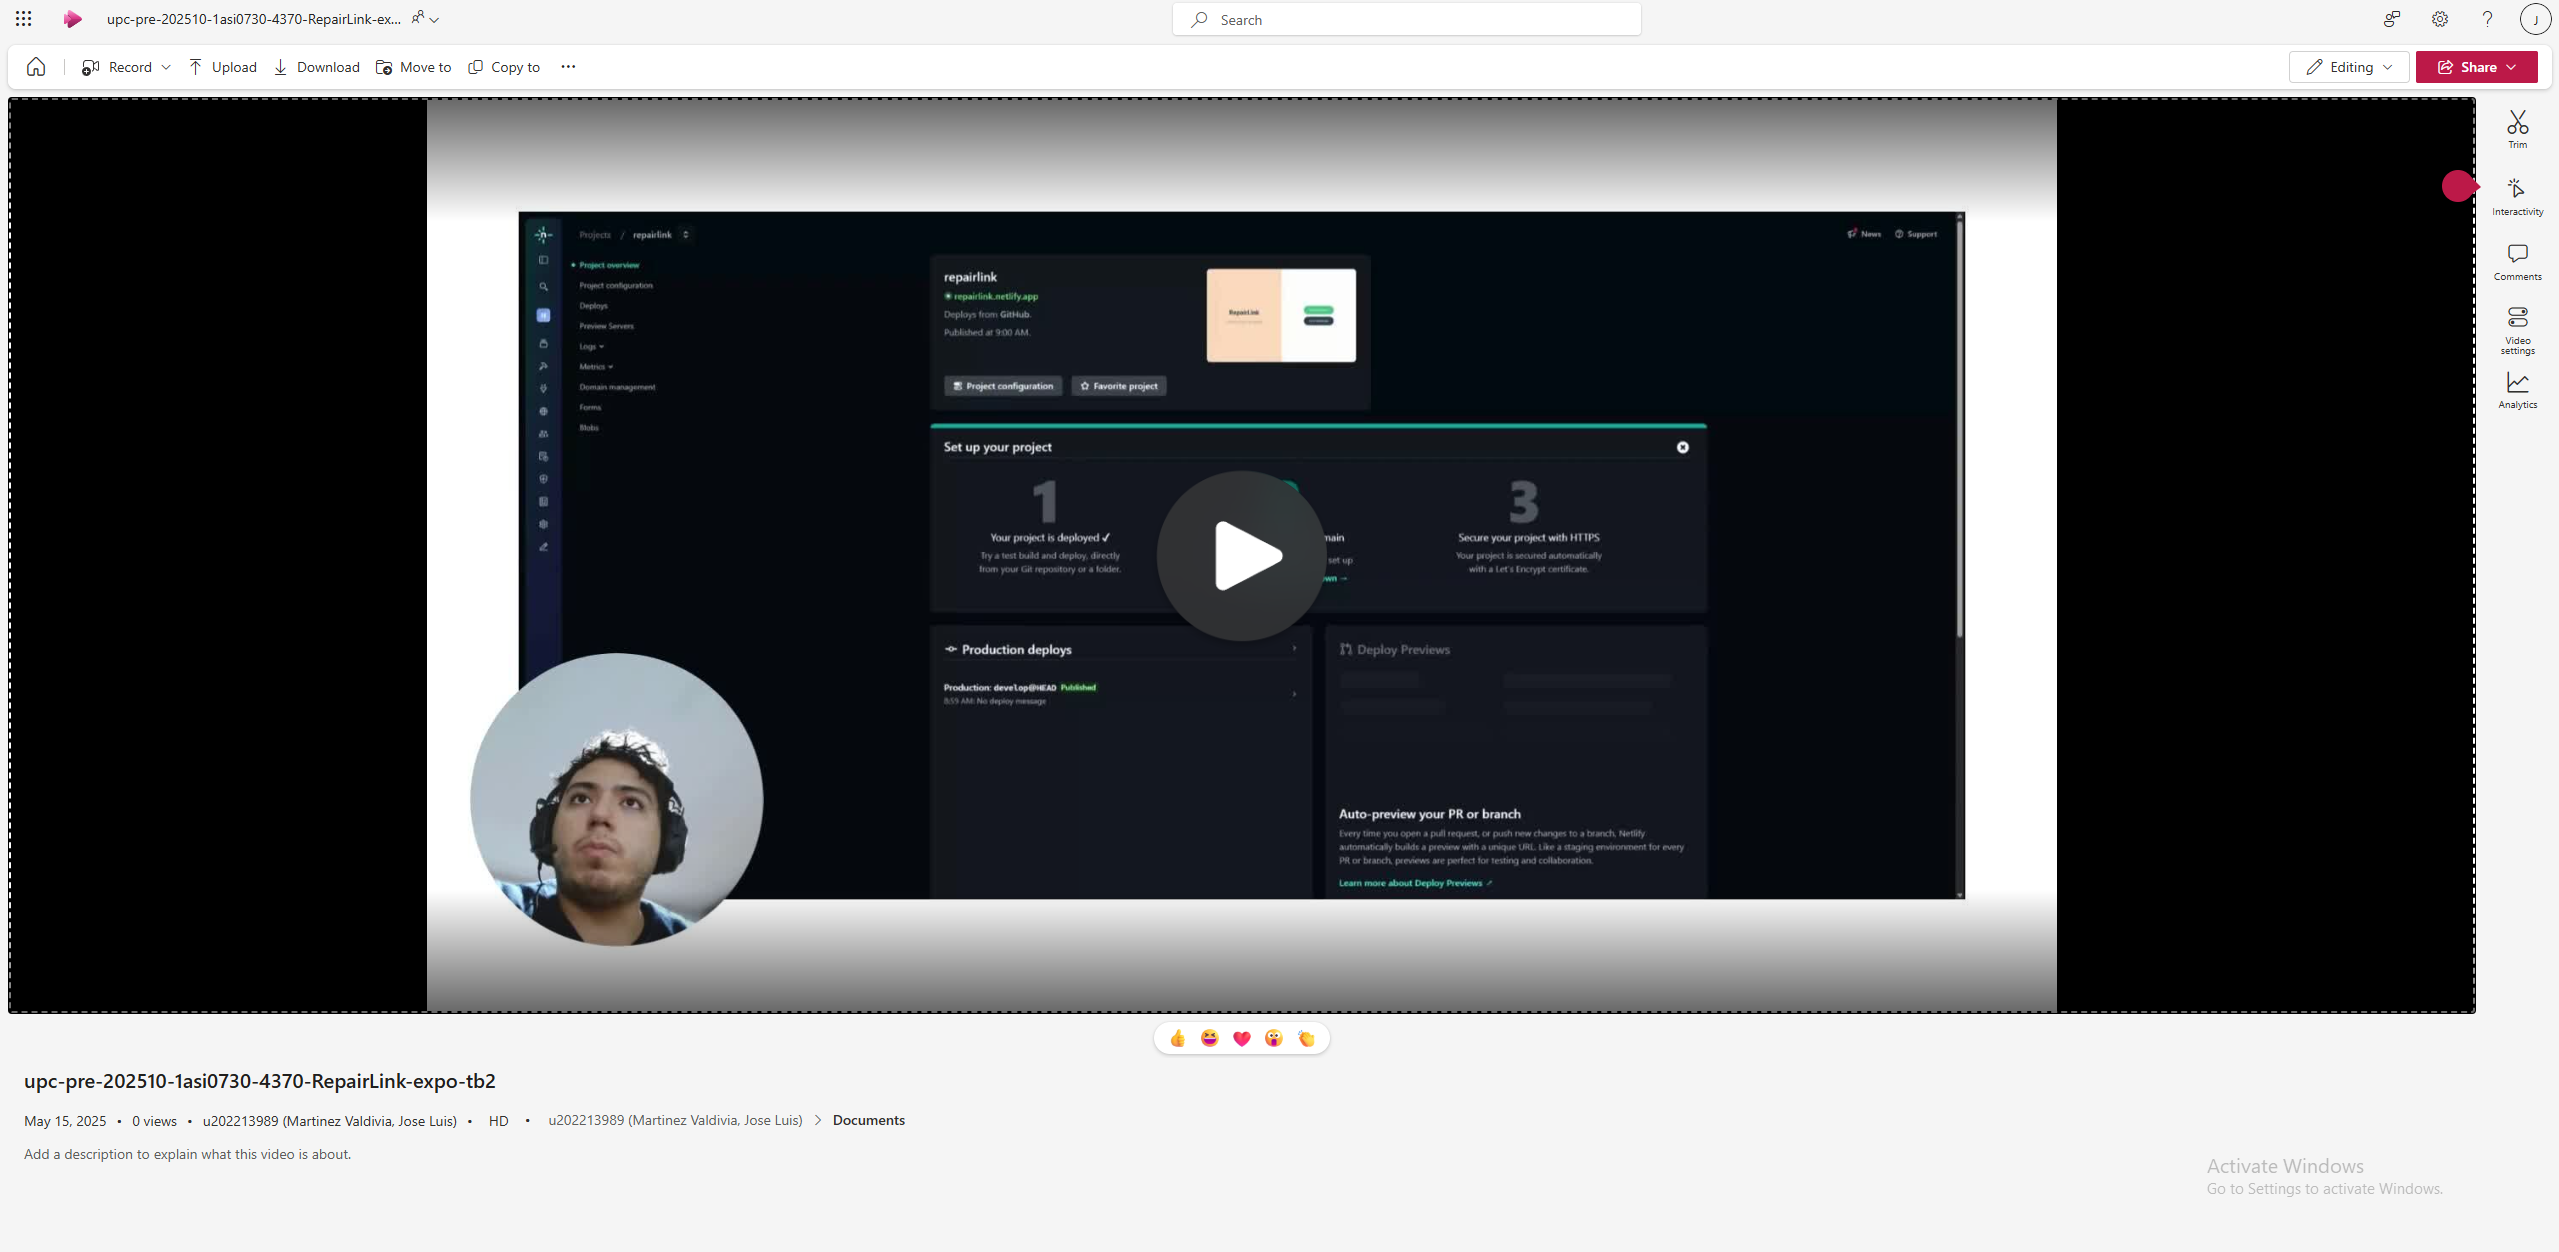 upc-pre-202510-1asi0730-4370-RepairLink-ex...
Search
J
Record
Upload
Download
Move to
Copy to
Editing
Share
Trim
Interactivity
Comments
Video
settings
Analytics
Projects / repairlink
News
Support
Project overview
Project configuration
Deploys
Preview Servers
Logs
Metrics
Domain management
Forms
Blobs
repairlink
repairlink.netlify.app
Deploys from GitHub.
Published at 9:00 AM.
RepairLink
Project configuration
Favorite project
Set up your project
1
Your project is deployed ✓
Try a test build and deploy, directly
from your Git repository or a folder.
main
set up
own →
3
Secure your project with HTTPS
Your project is secured automatically
with a Let's Encrypt certificate.
Production deploys
Production: develop@HEAD Published
8:59 AM: No deploy message
Deploy Previews
Auto-preview your PR or branch
Every time you open a pull request, or push new changes to a branch, Netlify
automatically builds a preview with a unique URL. Like a staging environment for every
PR or branch, previews are perfect for testing and collaboration.
Learn more about Deploy Previews ↗
upc-pre-202510-1asi0730-4370-RepairLink-expo-tb2
May 15, 2025 • 0 views • u202213989 (Martinez Valdivia, Jose Luis) • HD • u202213989 (Martinez Valdivia, Jose Luis) > Documents
Add a description to explain what this video is about.
Activate Windows
Go to Settings to activate Windows.